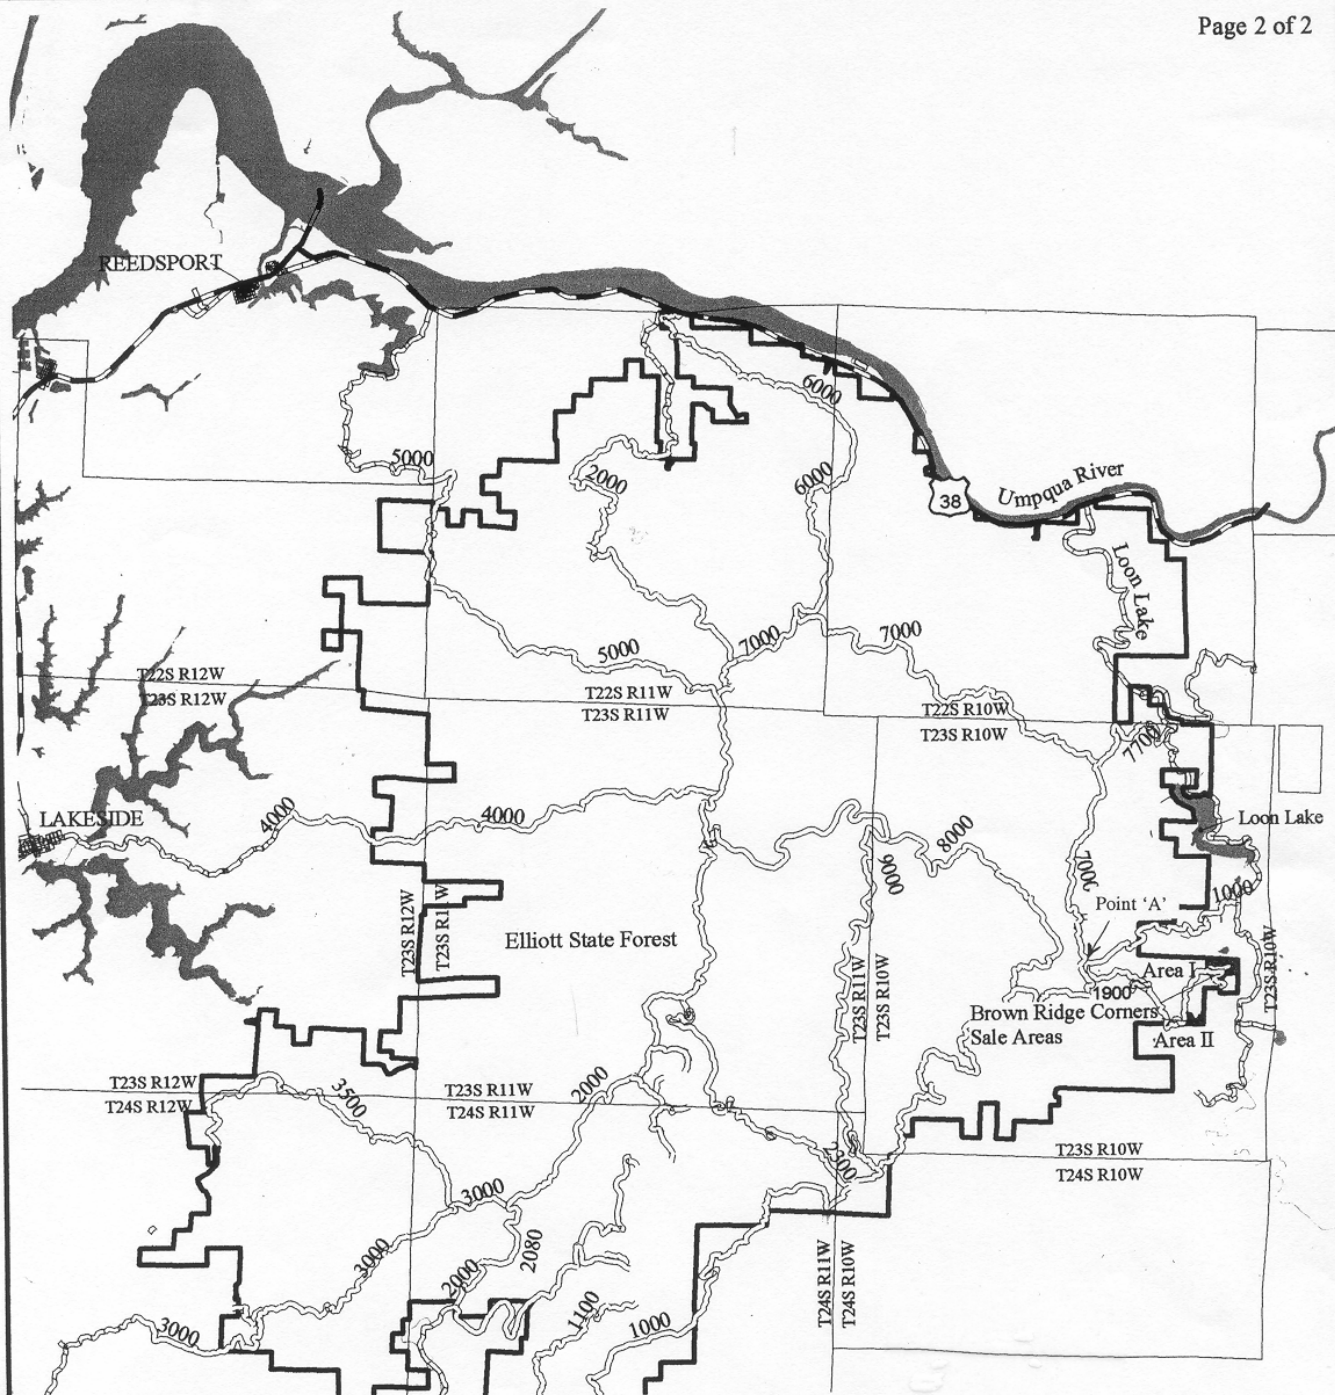 Page 2 of 2
REEDSPORT
6000
5000
2000
6000
38
Umpqua River
Loon Lake
5000
7000
7000
T22S R12W
T23S R12W
T22S R11W
T23S R11W
T22S R10W
T23S R10W
7700
LAKESIDE
4000
4000
8000
Loon Lake
9000
7000
1000
Point ‘A’
T23S R12W
T23S R11W
Elliott State Forest
T23S R11W
T23S R10W
T23S R10W
Area I
1900
Brown Ridge Corners
Sale Areas
Area II
T23S R12W
T24S R12W
3500
T23S R11W
T24S R11W
2000
2300
T23S R10W
T24S R10W
3000
3000
2080
2000
T24S R11W
T24S R10W
3000
1100
1000